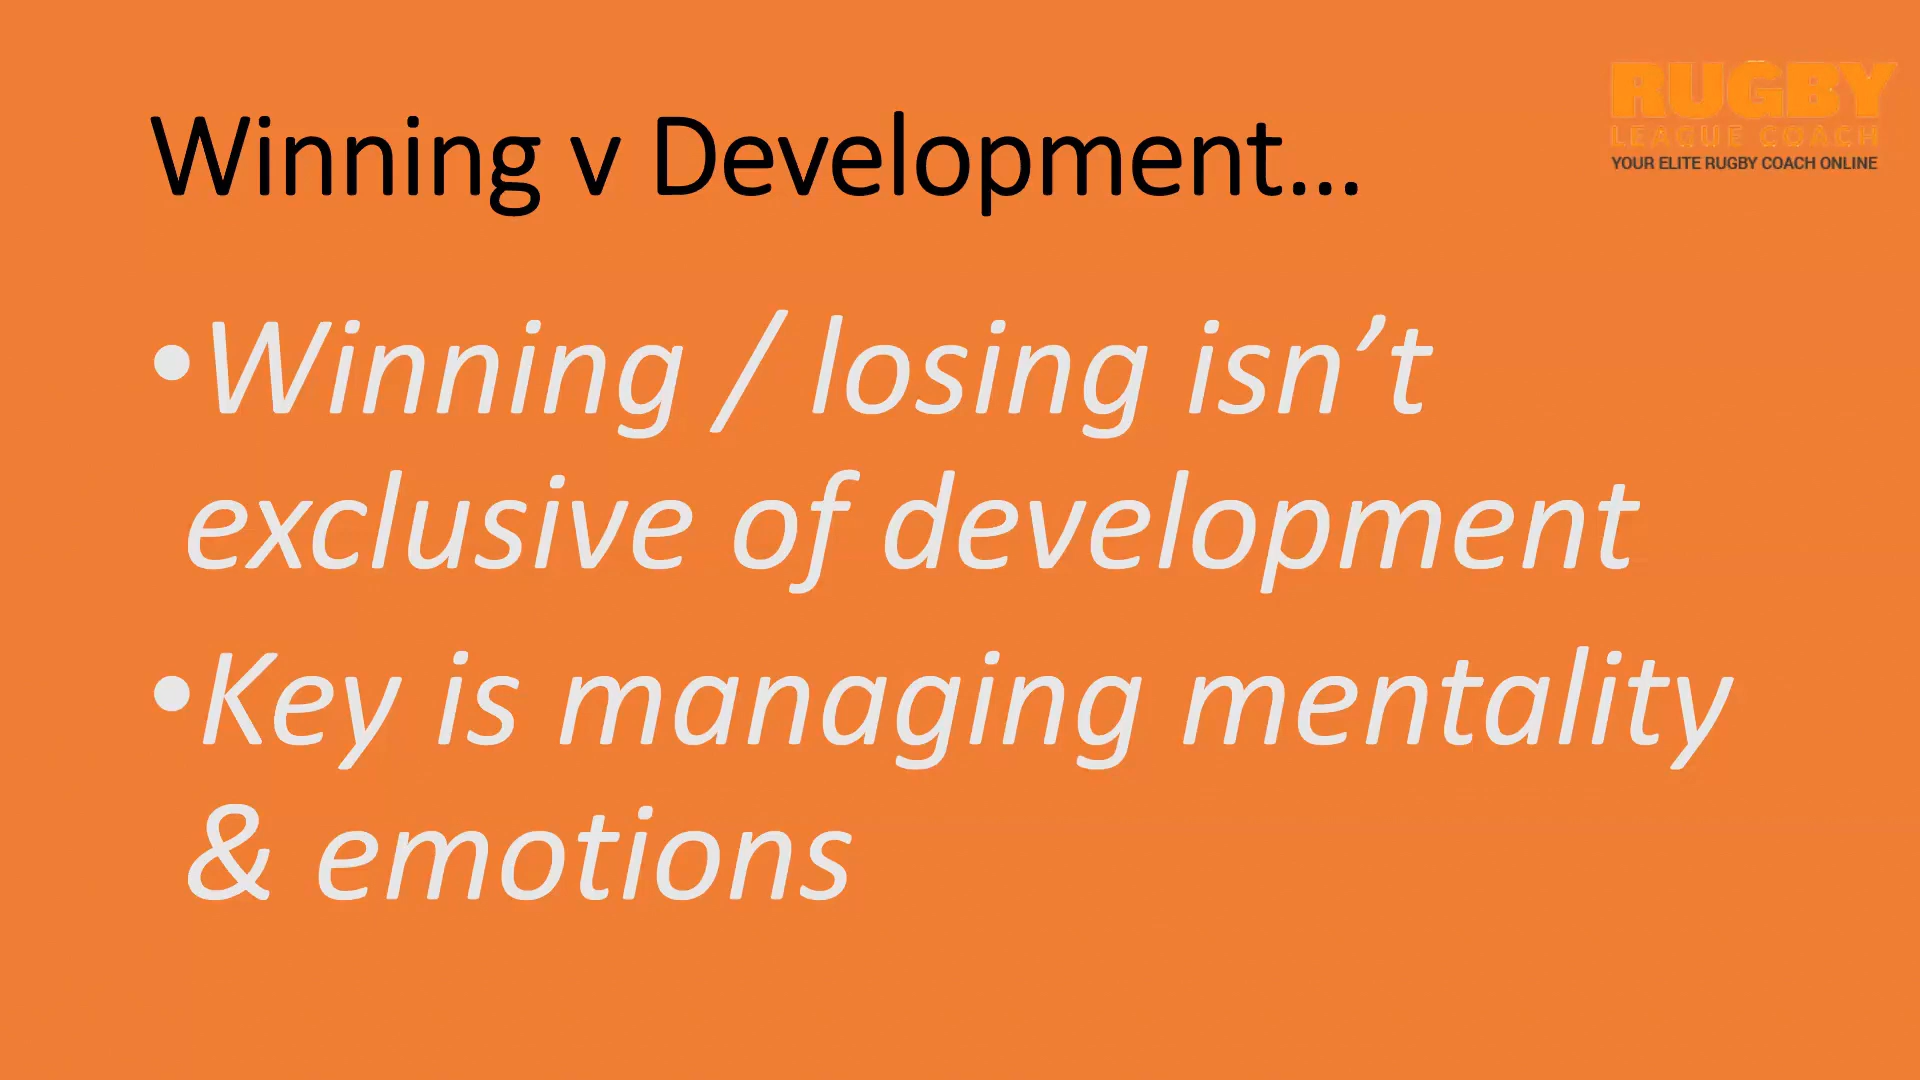 Winning v Development...
RUGBY
LEAGUE COACH
YOUR ELITE RUGBY COACH ONLINE
•Winning / losing isn’t
exclusive of development
•Key is managing mentality
& emotions